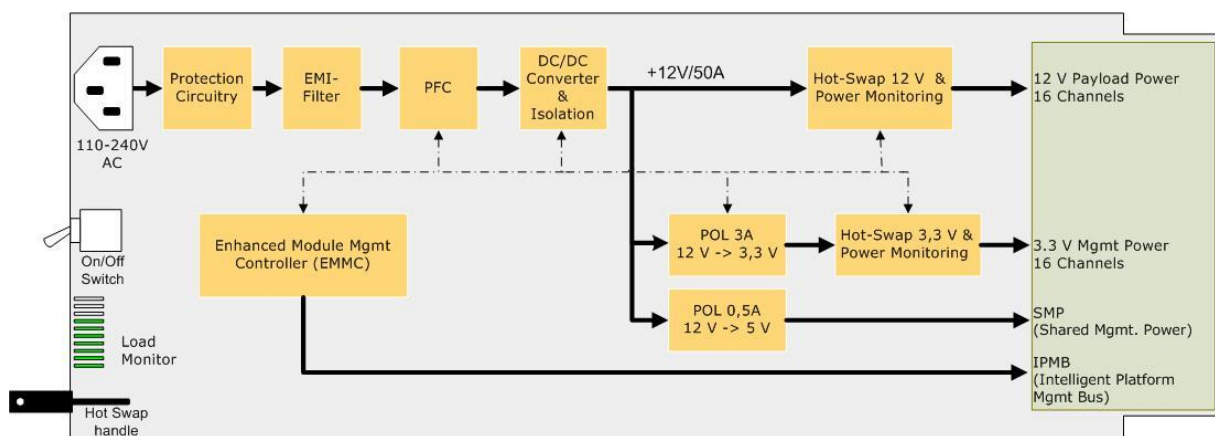 110-240V
AC
Protection
Circuitry
EMI-
Filter
PFC
DC/DC
Converter
&
Isolation
+12V/50A
Hot-Swap 12 V &
Power Monitoring
12 V Payload Power
16 Channels
On/Off
Switch
Enhanced Module Mgmt
Controller (EMMC)
POL 3A
12 V -> 3,3 V
Hot-Swap 3,3 V &
Power Monitoring
3.3 V Mgmt Power
16 Channels
POL 0,5A
12 V -> 5 V
SMP
(Shared Mgmt. Power)
Load
Monitor
IPMB
(Intelligent Platform
Mgmt Bus)
Hot Swap
handle